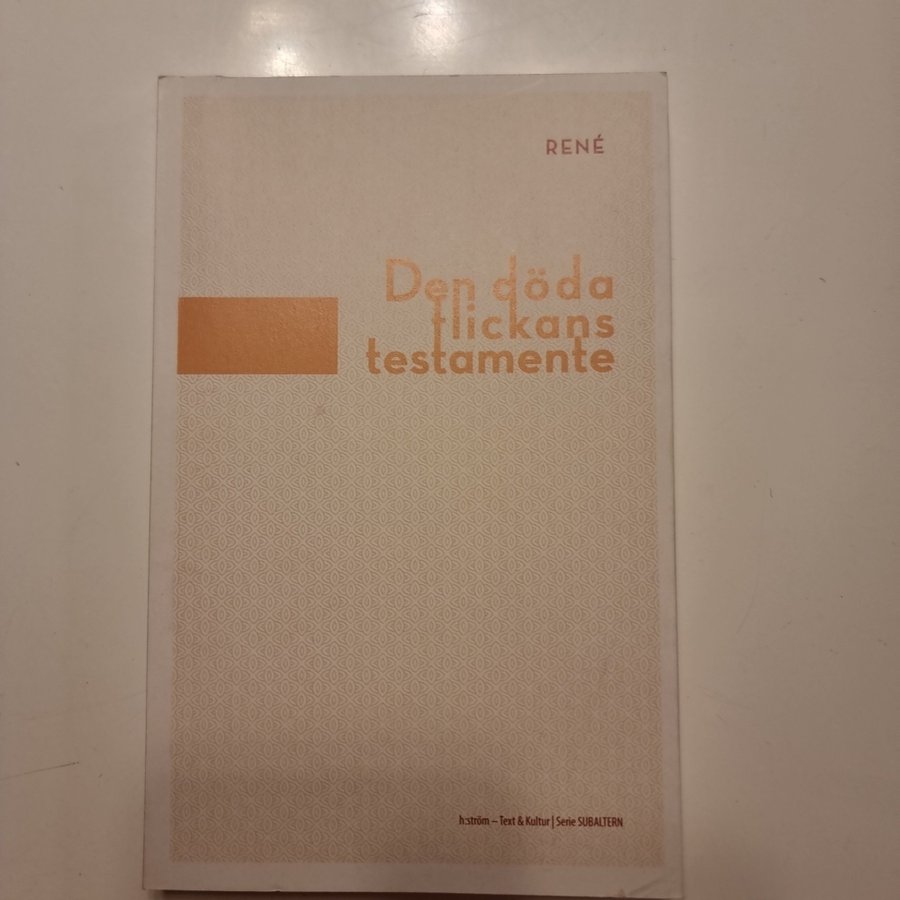 RENÉ
Den döda
flickans
testamente
h:ström – Text & Kultur | Serie SUBALTERN